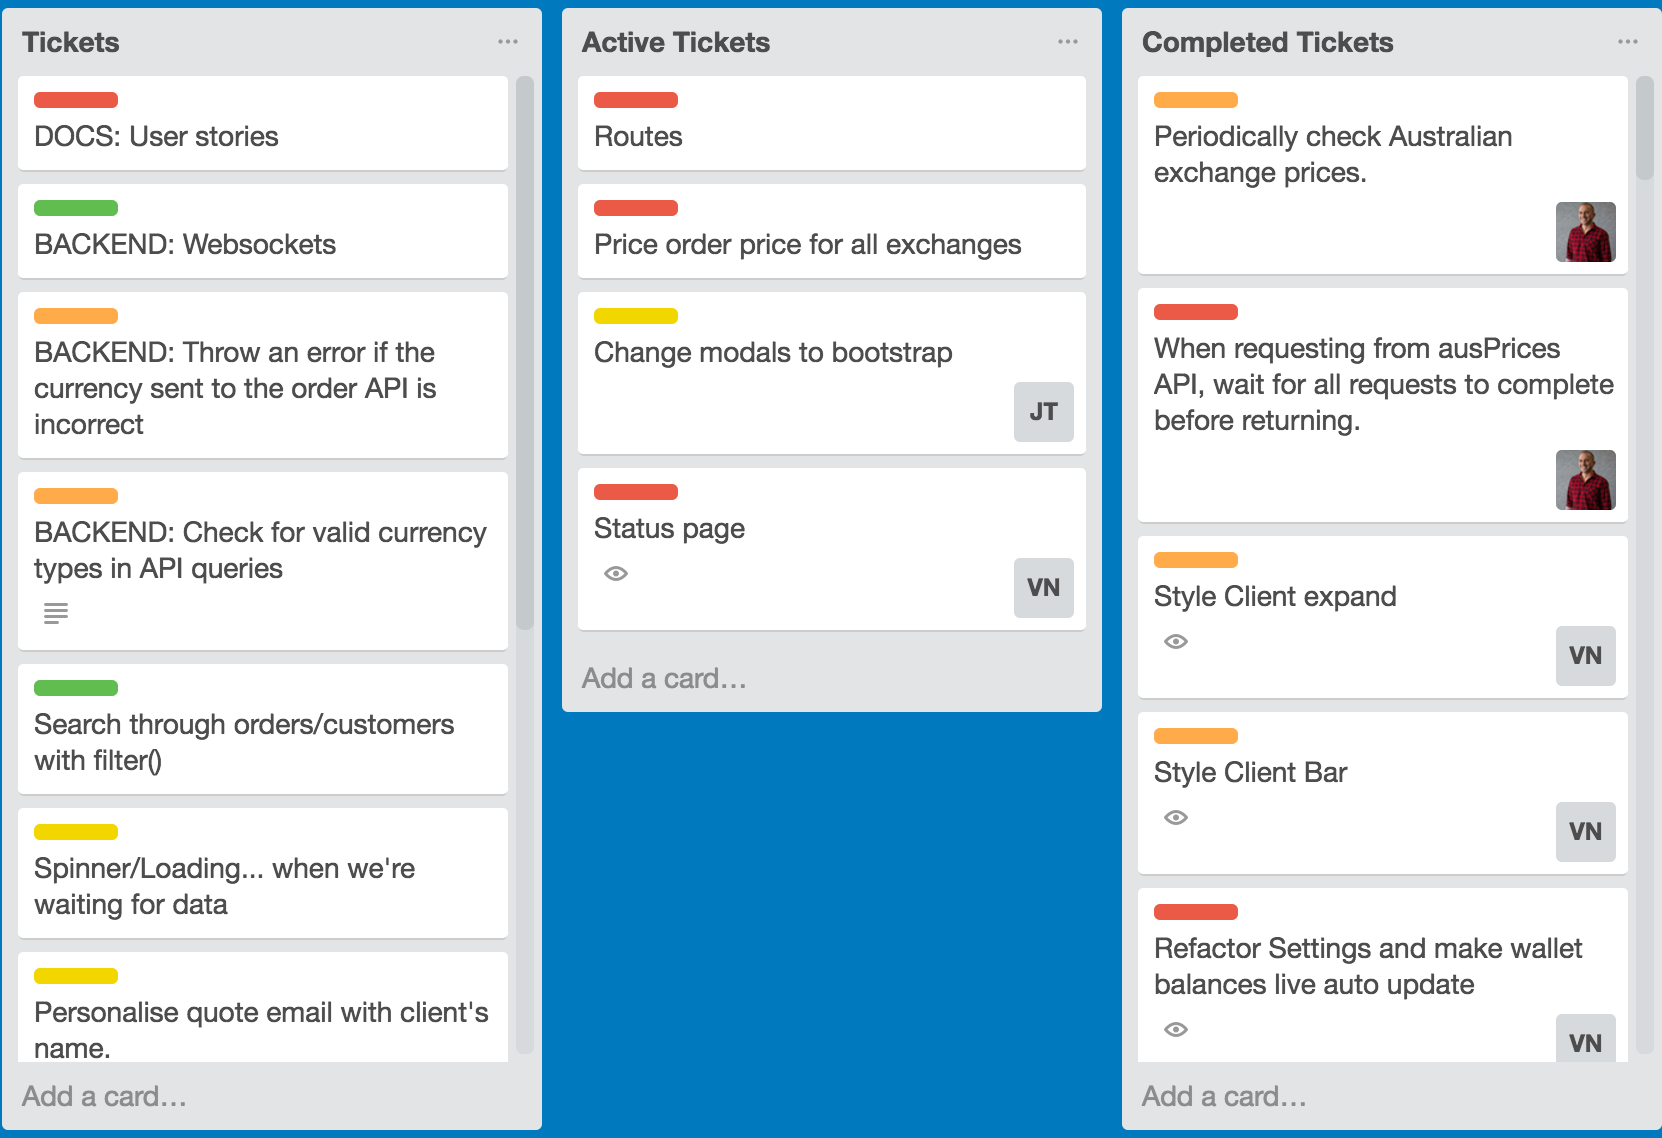 Tickets
DOCS: User stories
BACKEND: Websockets
BACKEND: Throw an error if the
currency sent to the order API is
incorrect
BACKEND: Check for valid currency
types in API queries
Search through orders/customers
with filter()
Spinner/Loading... when we're
waiting for data
Personalise quote email with client's
name.
Add a card...
Active Tickets
Routes
Price order price for all exchanges
Change modals to bootstrap
JT
Status page
VN
Add a card...
Completed Tickets
Periodically check Australian
exchange prices.
When requesting from ausPrices
API, wait for all requests to complete
before returning.
Style Client expand
VN
Style Client Bar
VN
Refactor Settings and make wallet
balances live auto update
VN
Add a card...